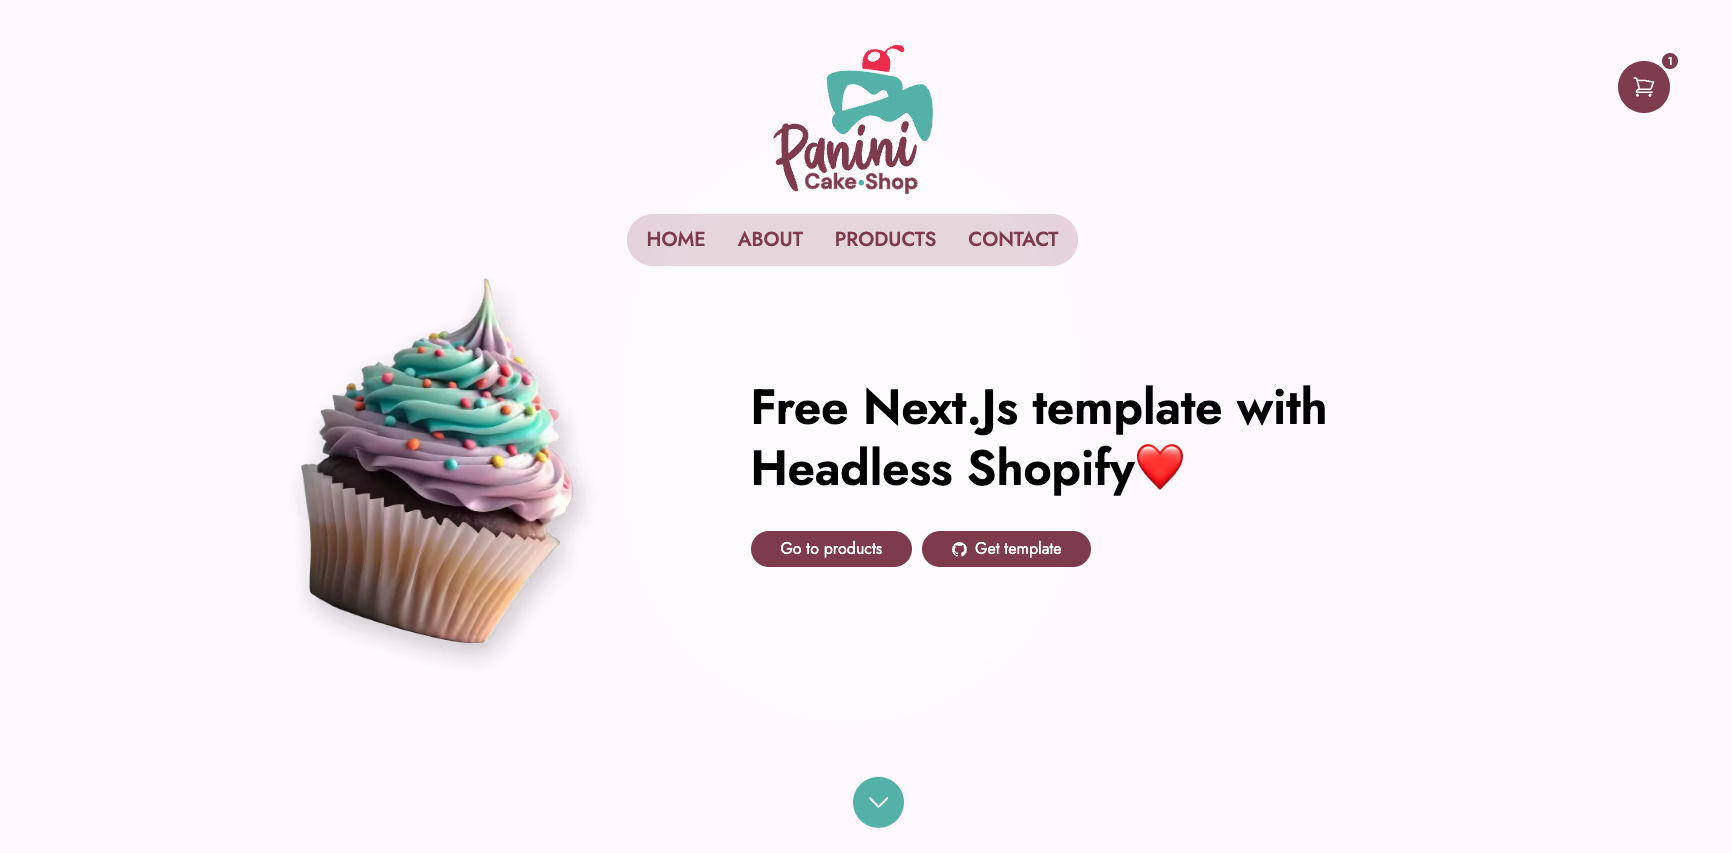 Panini
Cake•Shop
1
HOME ABOUT PRODUCTS CONTACT
Free Next.Js template with
Headless Shopify❤️
Go to products Get template